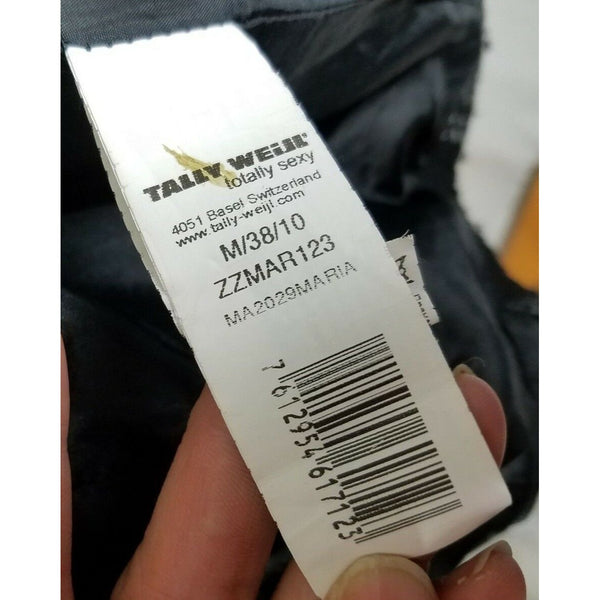 TALLY WEiJL
totally sexy
4051 Basel Switzerland
www.tally-weijl.com
M/38/10
ZZMAR123
MA2029MARIA
7612954617123